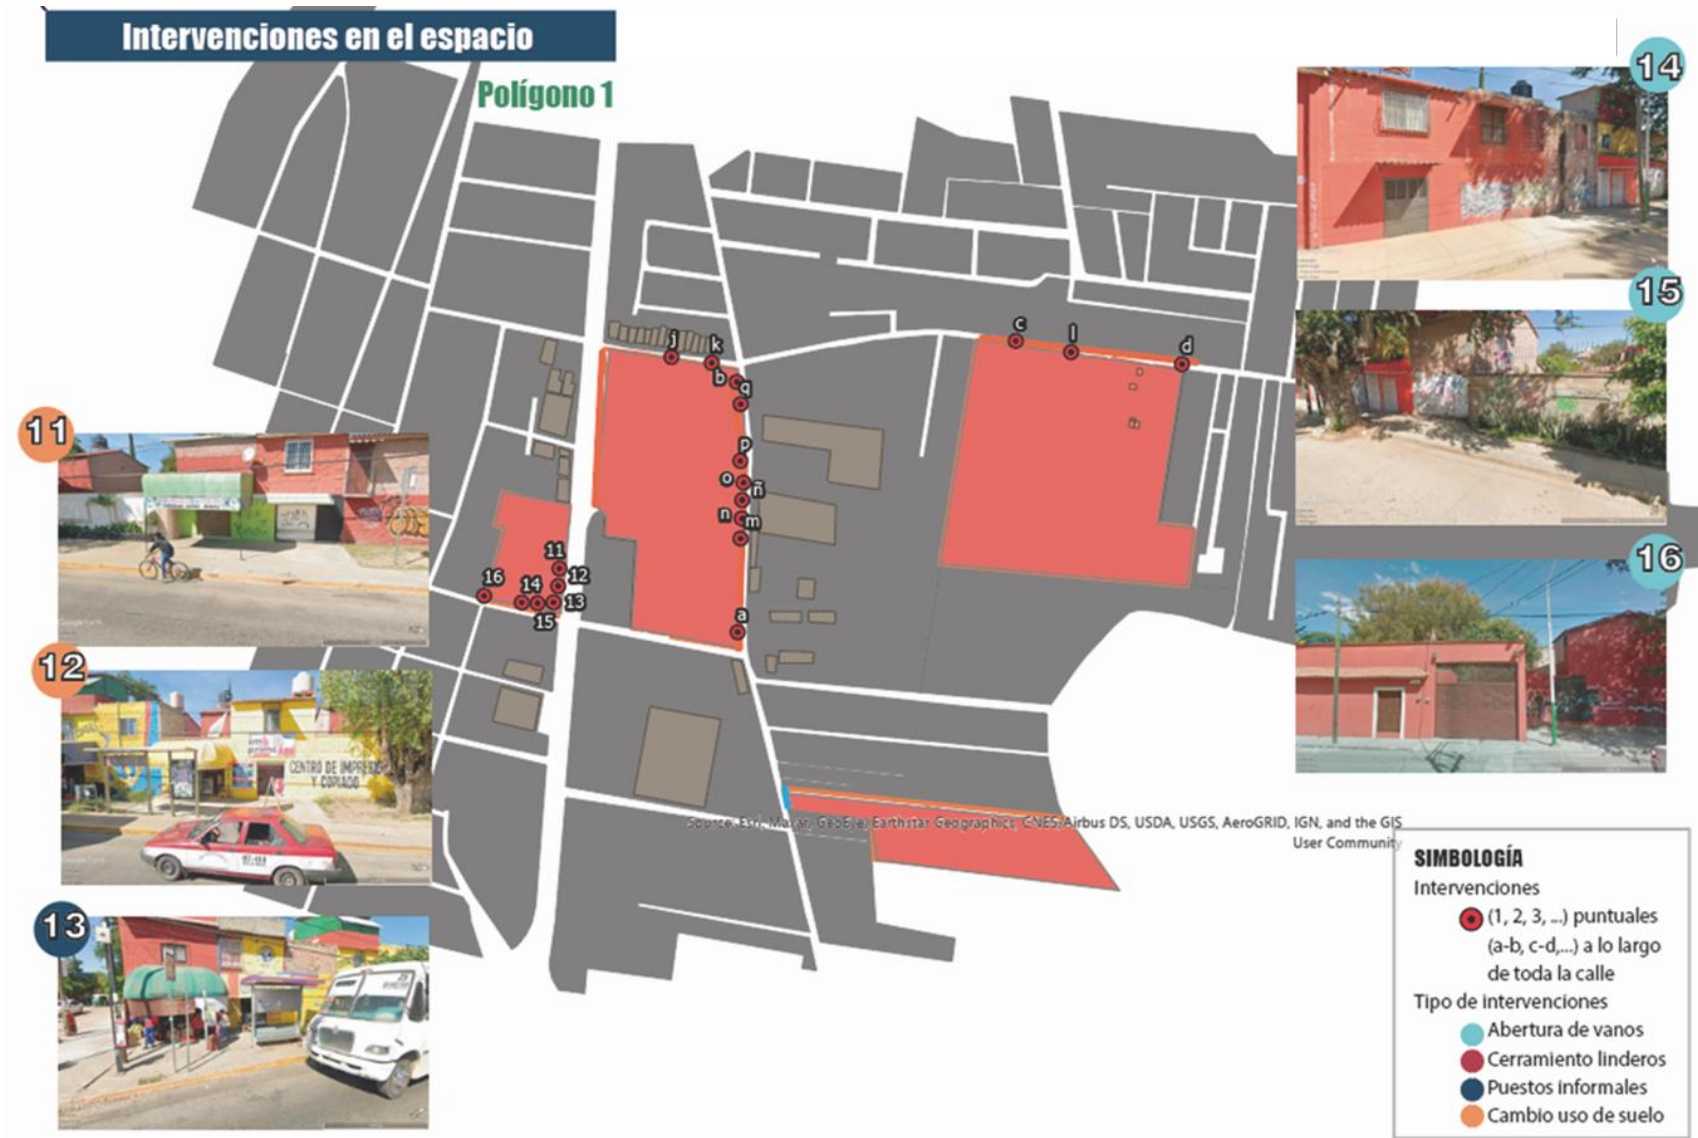 Intervenciones en el espacio
Polígono 1
14
15
16
11
12
13
j
k
b
q
p
o
ñ
n
m
a
c
l
d
11
12
13
14
15
16
CENTRO DE IMPRES
Y COPIADO
Source: Esri, Maxar, GeoEye, Earthstar Geographics, CNES/Airbus DS, USDA, USGS, AeroGRID, IGN, and the GIS
User Community
SIMBOLOGÍA
Intervenciones
(1, 2, 3, ...) puntuales
(a-b, c-d,...) a lo largo
de toda la calle
Tipo de intervenciones
Abertura de vanos
Cerramiento linderos
Puestos informales
Cambio uso de suelo